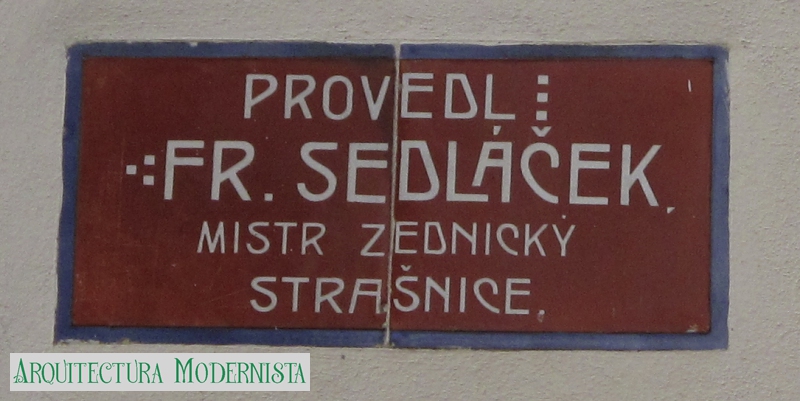 PROVEDL
FR. SEDLÁČEK.
MISTR ZEDNICKÝ
STRAŠNICE.
ARQUITECTURA MODERNISTA